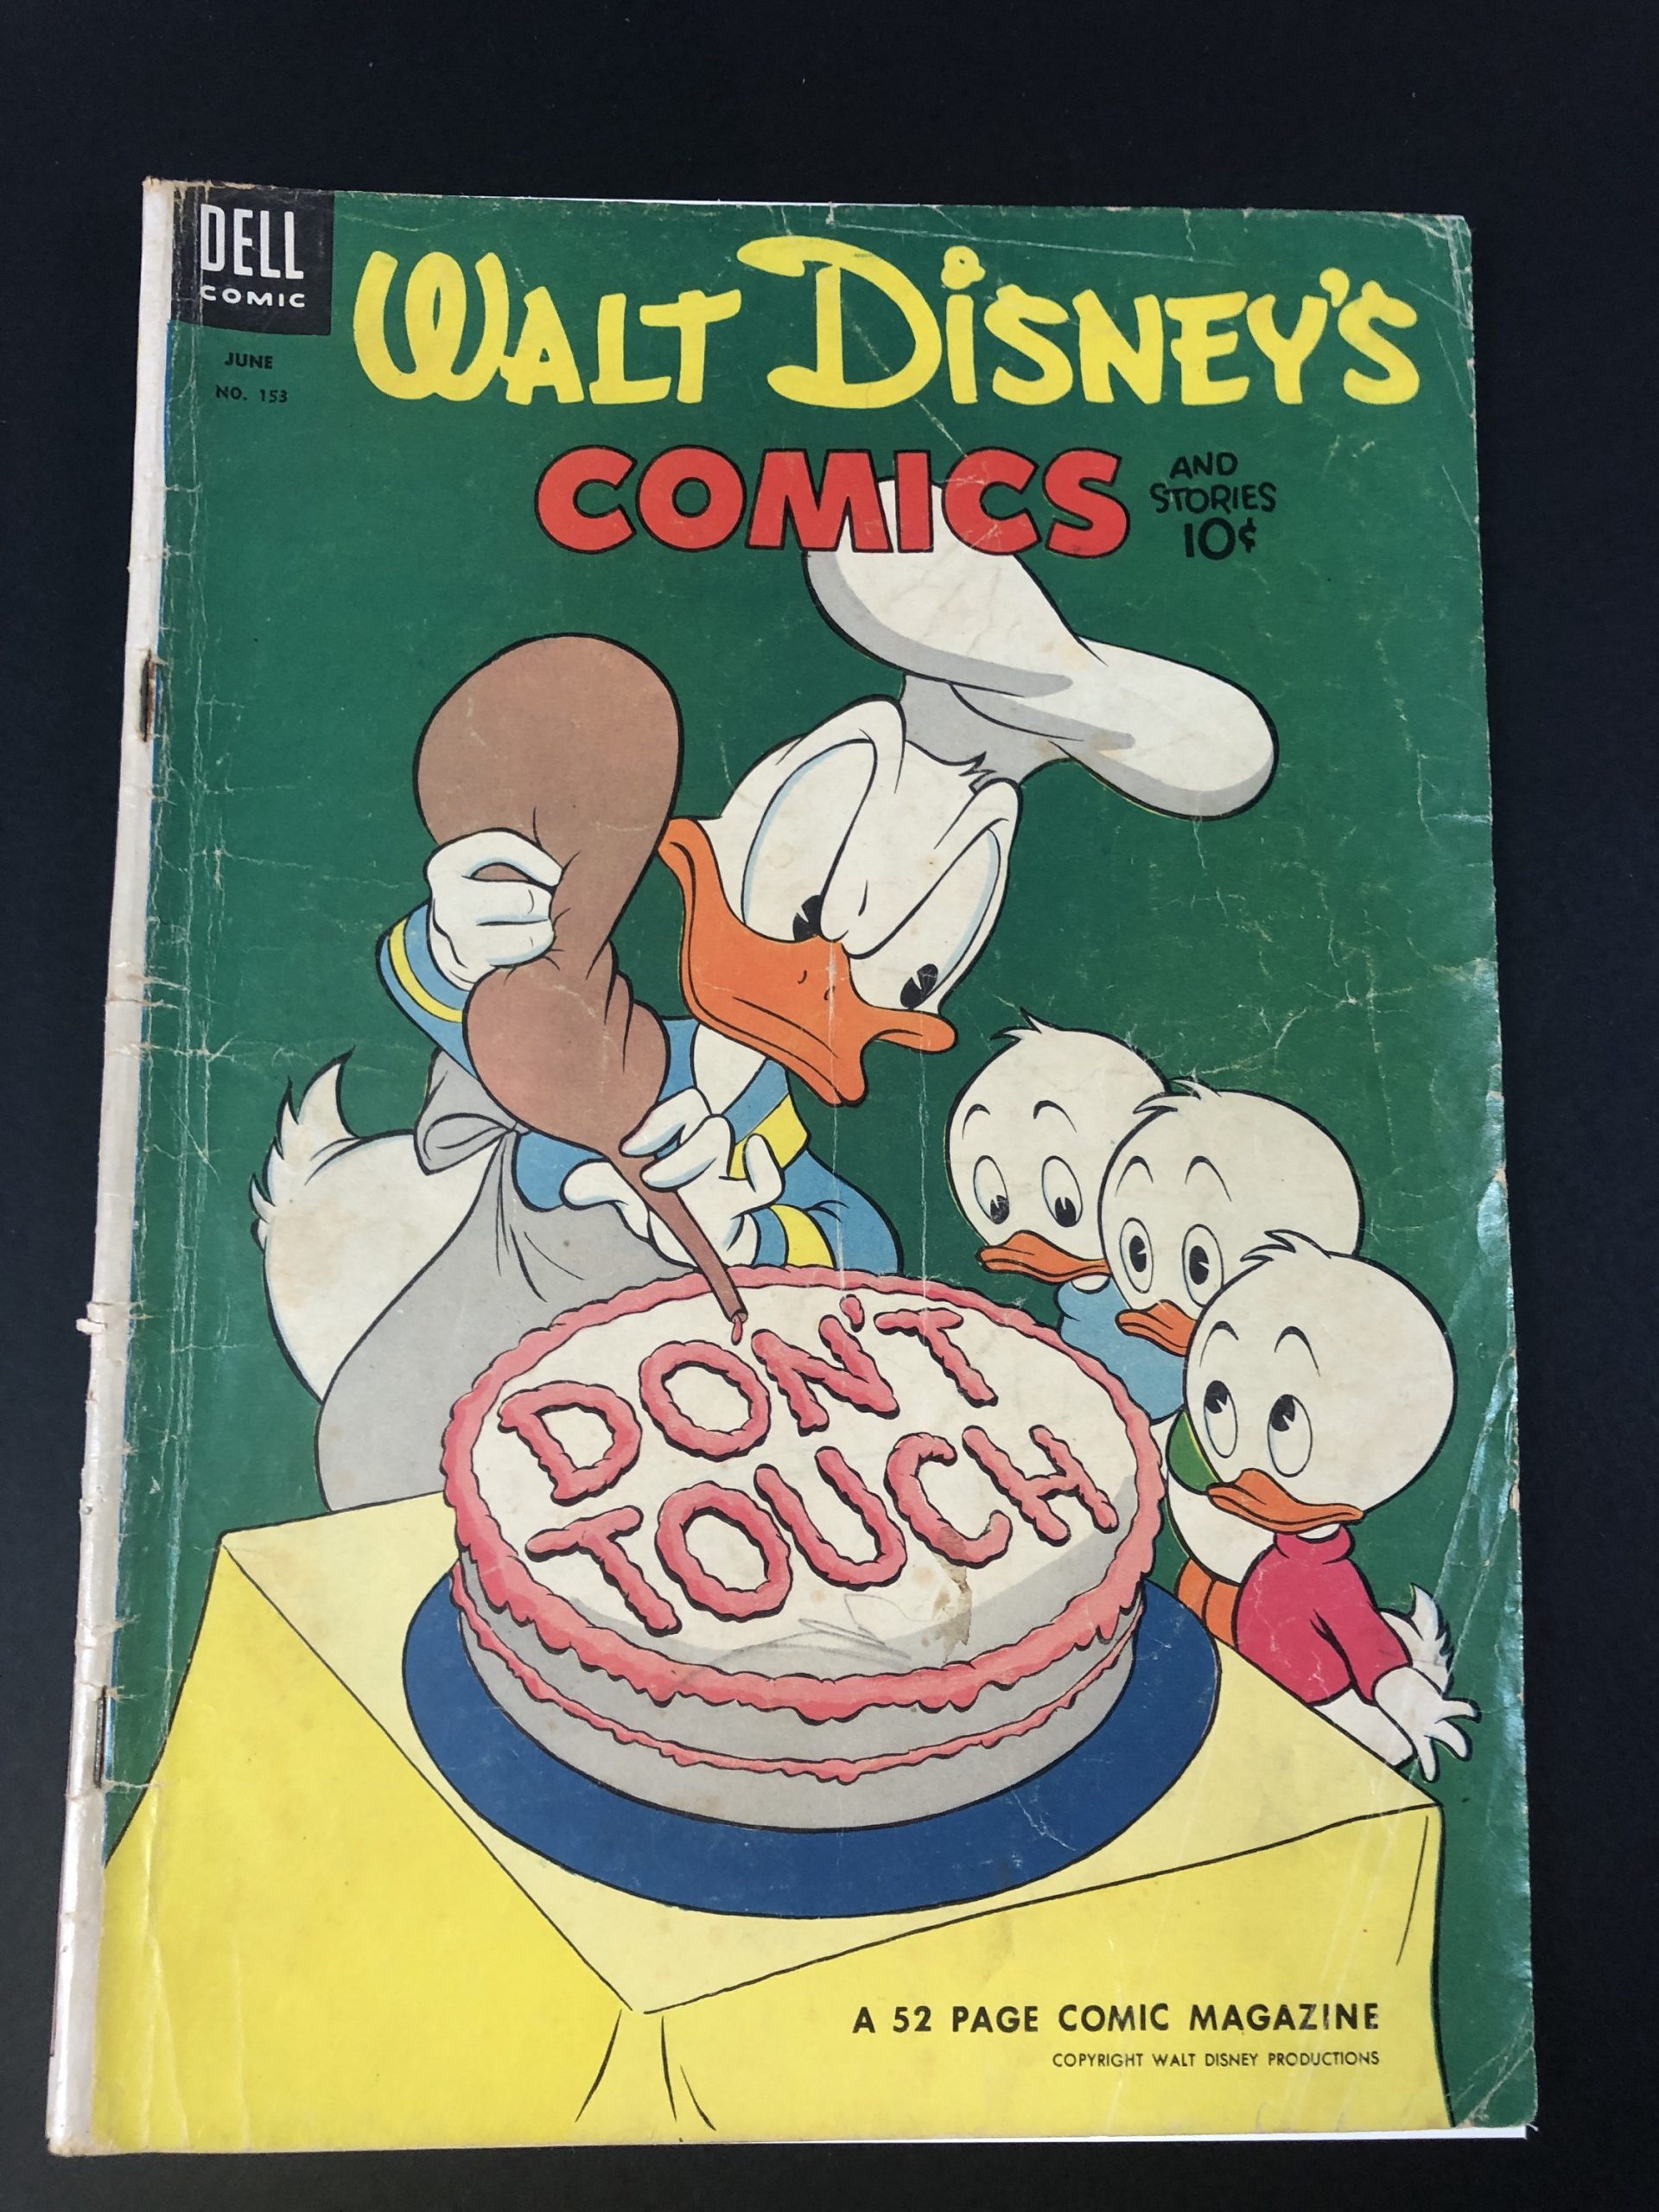 DELL
COMIC
JUNE
NO. 153
WALT DISNEY'S
COMICS
AND
STORIES
10¢
DON'T
TOUCH
A 52 PAGE COMIC MAGAZINE
COPYRIGHT WALT DISNEY PRODUCTIONS